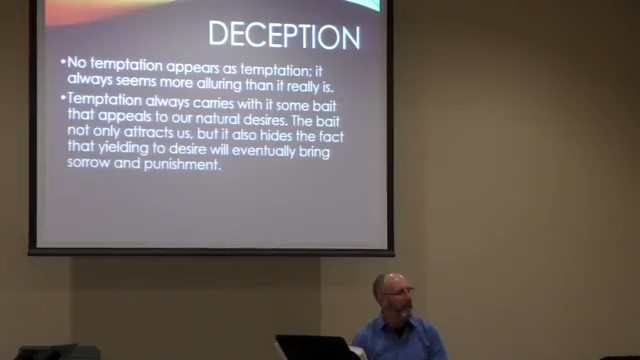 DECEPTION
•No temptation appears as temptation; it
always seems more alluring than it really is.
•Temptation always carries with it some bait
that appeals to our natural desires. The bait
not only attracts us, but it also hides the fact
that yielding to desire will eventually bring
sorrow and punishment.